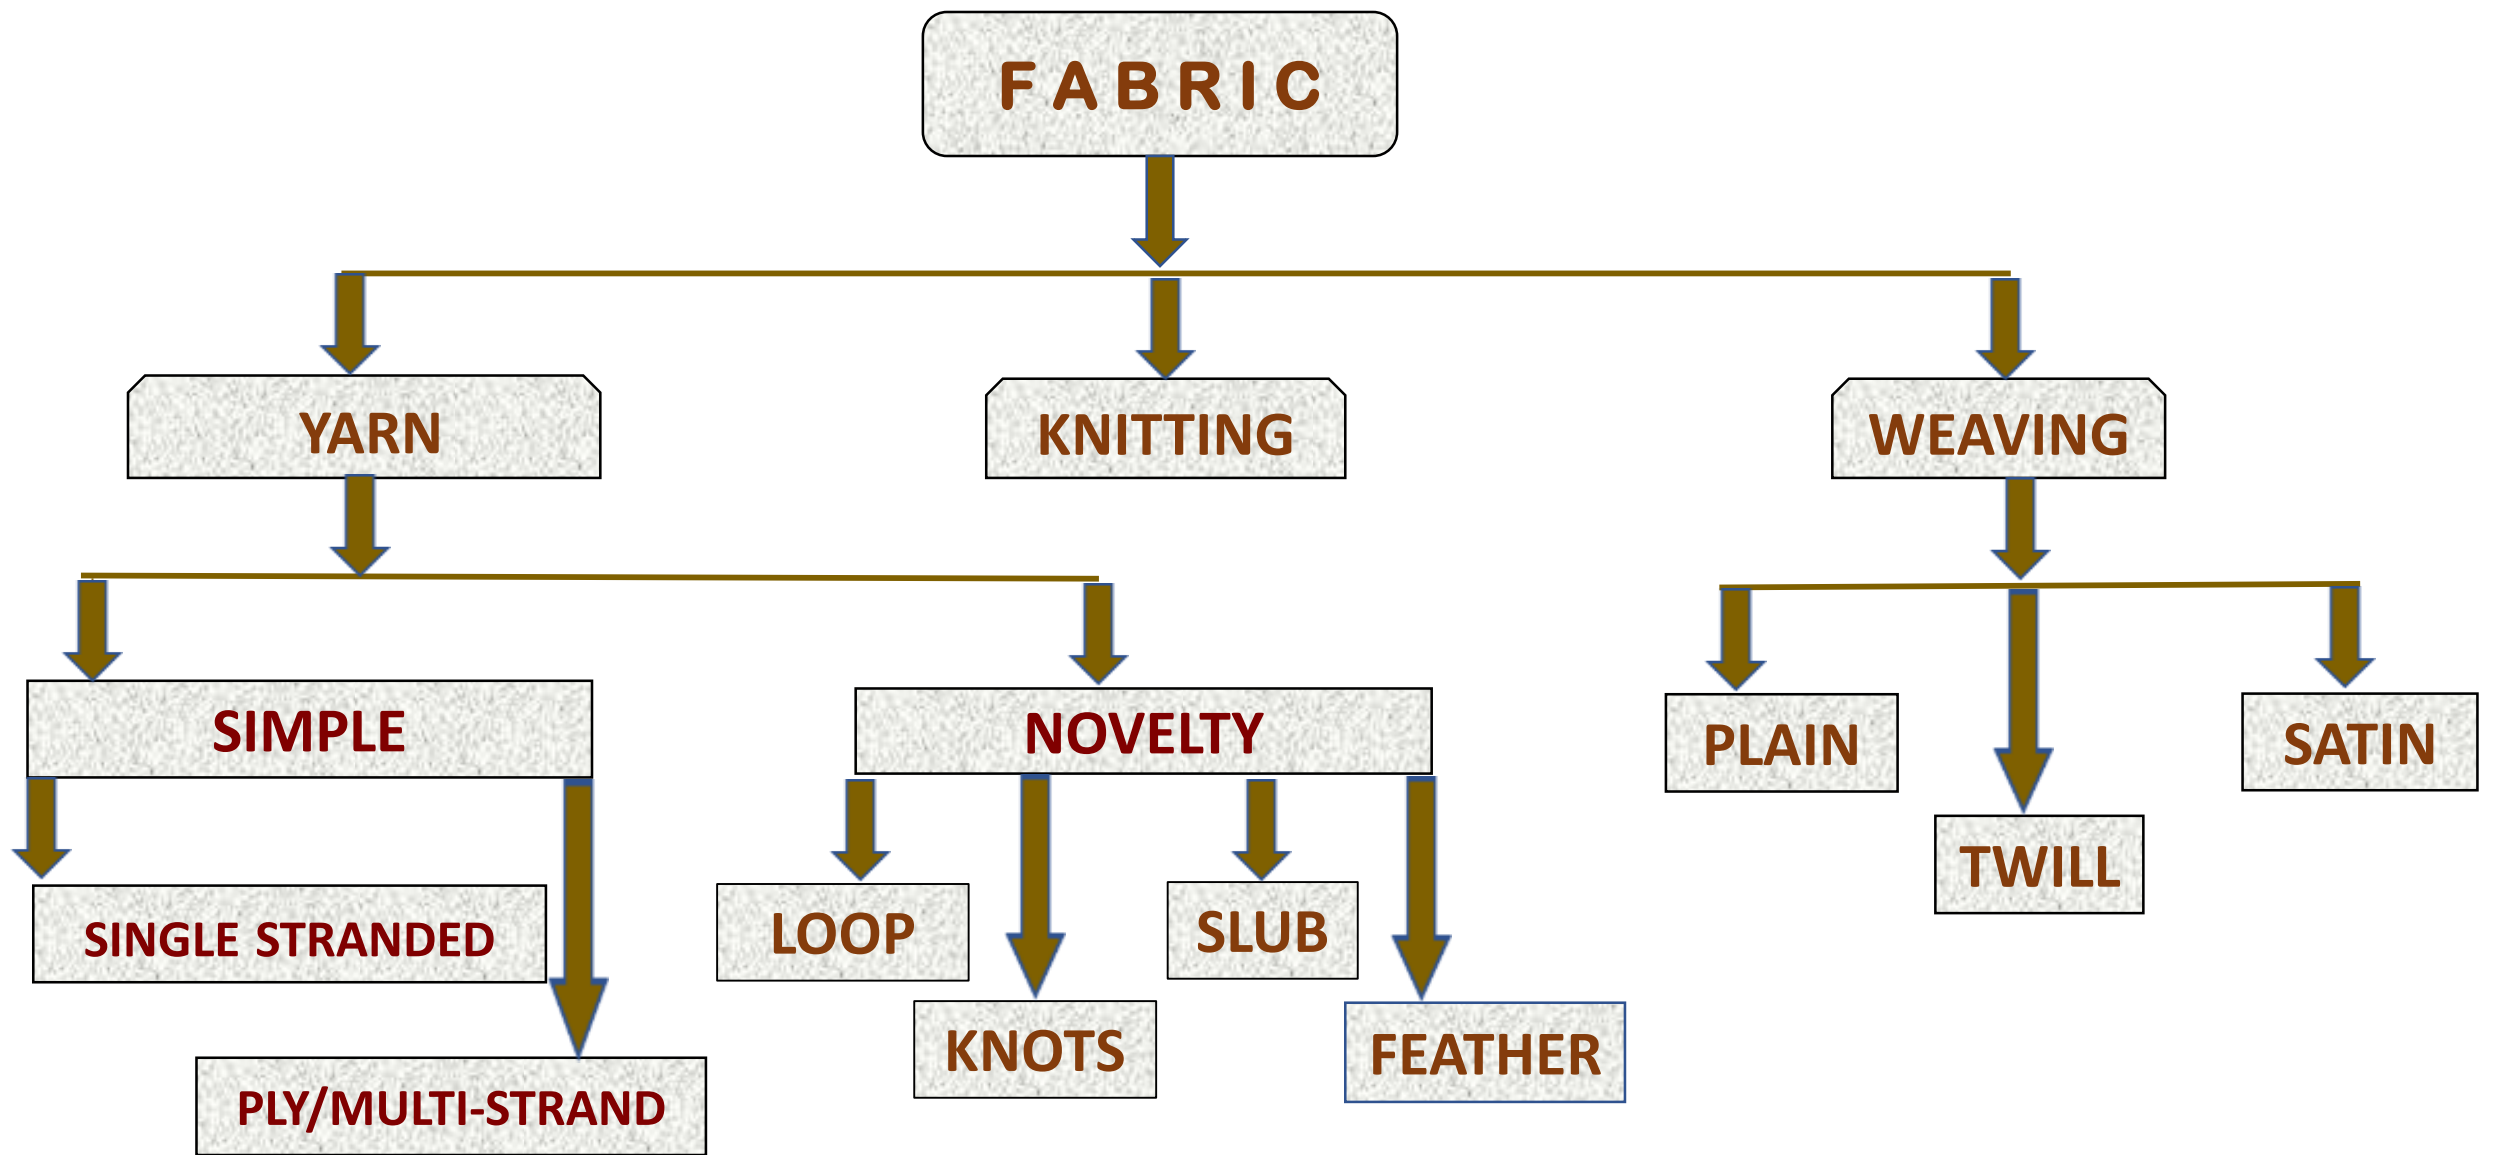 FABRIC
YARN
KNITTING
WEAVING
SIMPLE
NOVELTY
PLAIN
SATIN
TWILL
SINGLE STRANDED
LOOP
SLUB
KNOTS
FEATHER
PLY/MULTI-STRAND